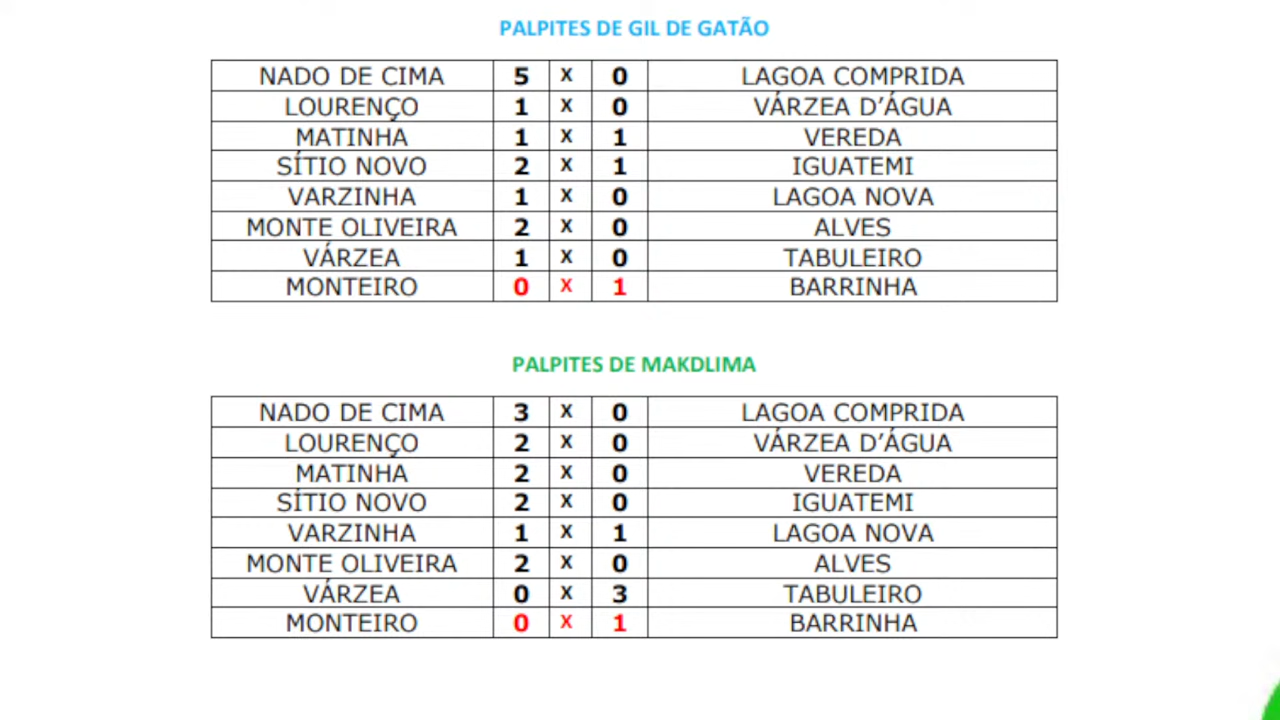 PALPITES DE GIL DE GATÃO
NADO DE CIMA 5 X 0 LAGOA COMPRIDA
LOURENÇO 1 X 0 VÁRZEA D’ÁGUA
MATINHA 1 X 1 VEREDA
SÍTIO NOVO 2 X 1 IGUATEMI
VARZINHA 1 X 0 LAGOA NOVA
MONTE OLIVEIRA 2 X 0 ALVES
VÁRZEA 1 X 0 TABULEIRO
MONTEIRO 0 X 1 BARRINHA
PALPITES DE MAKDLIMA
NADO DE CIMA 3 X 0 LAGOA COMPRIDA
LOURENÇO 2 X 0 VÁRZEA D’ÁGUA
MATINHA 2 X 0 VEREDA
SÍTIO NOVO 2 X 0 IGUATEMI
VARZINHA 1 X 1 LAGOA NOVA
MONTE OLIVEIRA 2 X 0 ALVES
VÁRZEA 0 X 3 TABULEIRO
MONTEIRO 0 X 1 BARRINHA